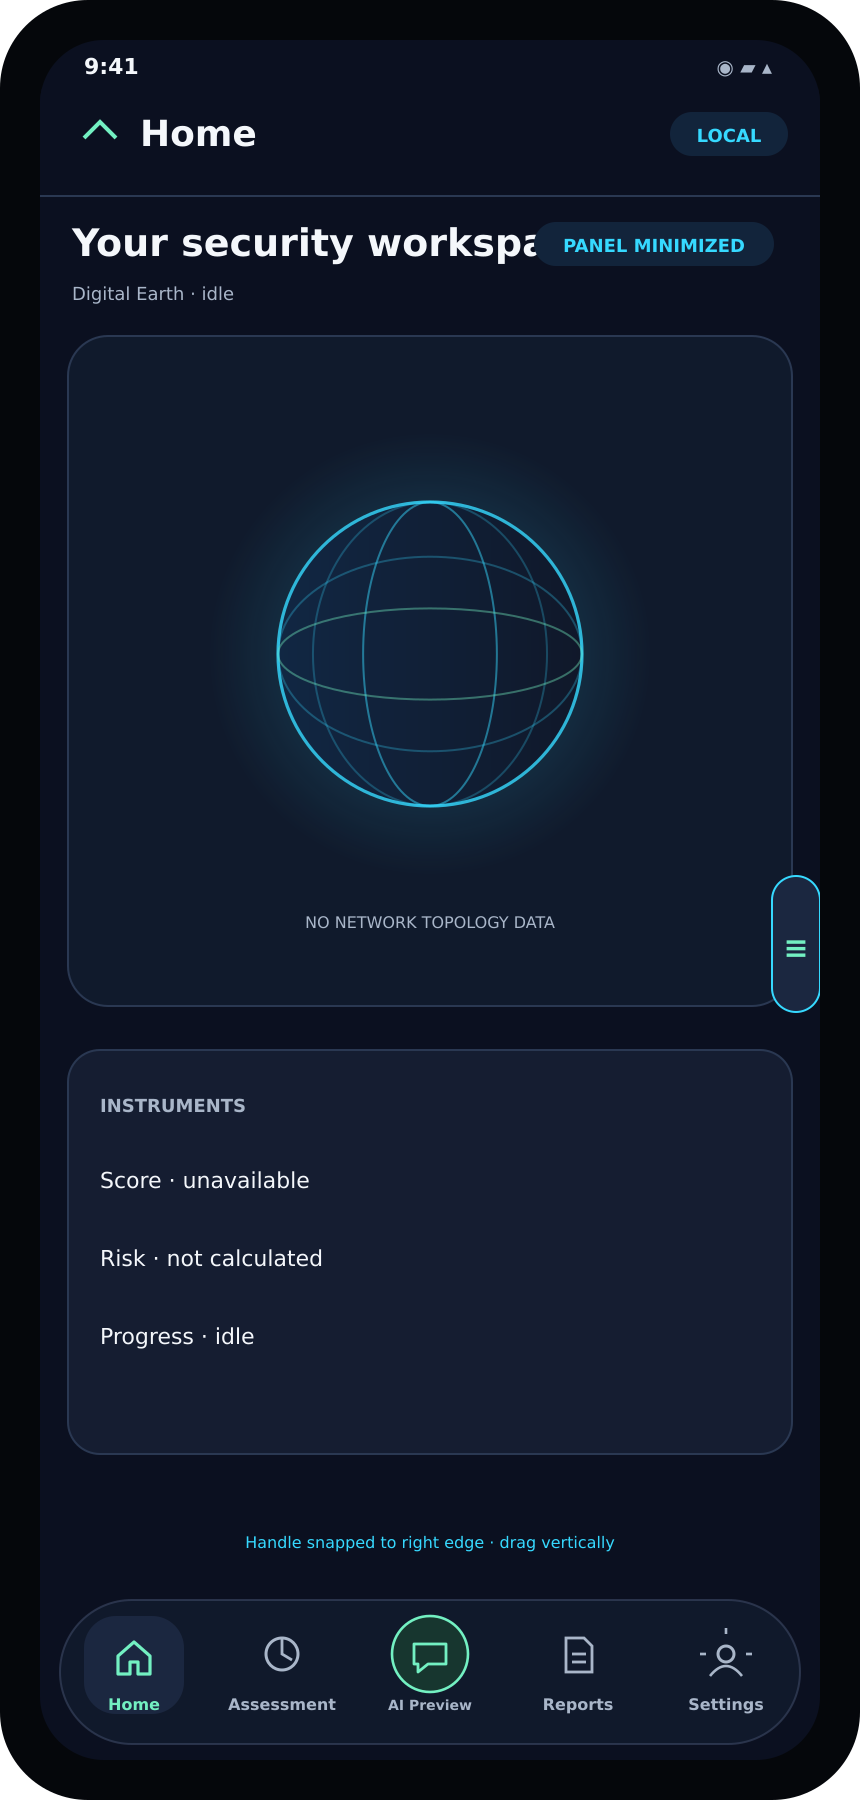 9:41
Home
LOCAL
Your security workspa
PANEL MINIMIZED
Digital Earth · idle
NO NETWORK TOPOLOGY DATA
INSTRUMENTS
Score · unavailable
Risk · not calculated
Progress · idle
Handle snapped to right edge · drag vertically
Home
Assessment
AI Preview
Reports
Settings